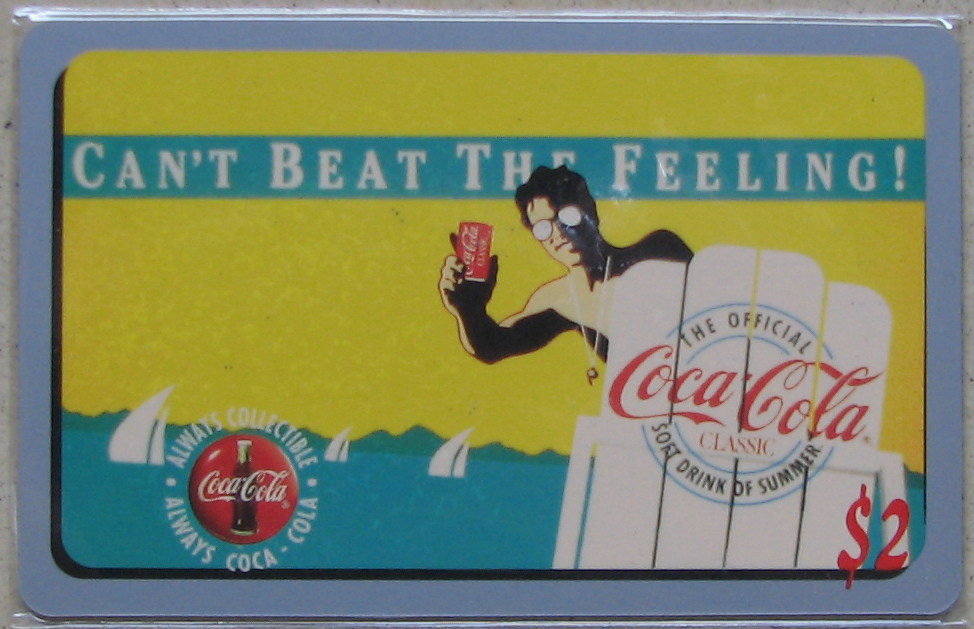 CAN'T BEAT THE FEELING!
Coca-Cola
CLASSIC
THE OFFICIAL
Coca-Cola
CLASSIC
SOFT DRINK OF SUMMER
ALWAYS COLLECTIBLE
Coca-Cola
ALWAYS COCA-COLA
$2